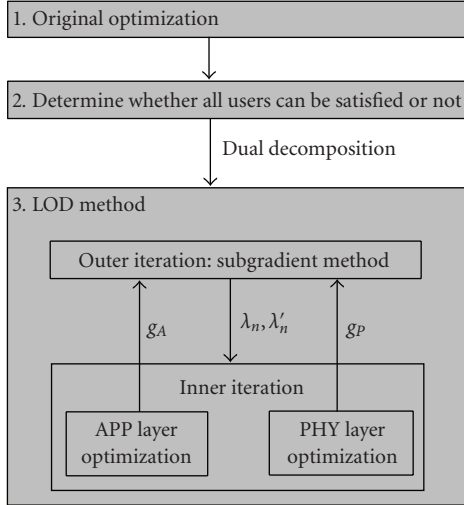 1. Original optimization
2. Determine whether all users can be satisfied or not
Dual decomposition
3. LOD method
Outer iteration: subgradient method
g_A
λ_n, λ′_n
g_P
Inner iteration
APP layer
optimization
PHY layer
optimization